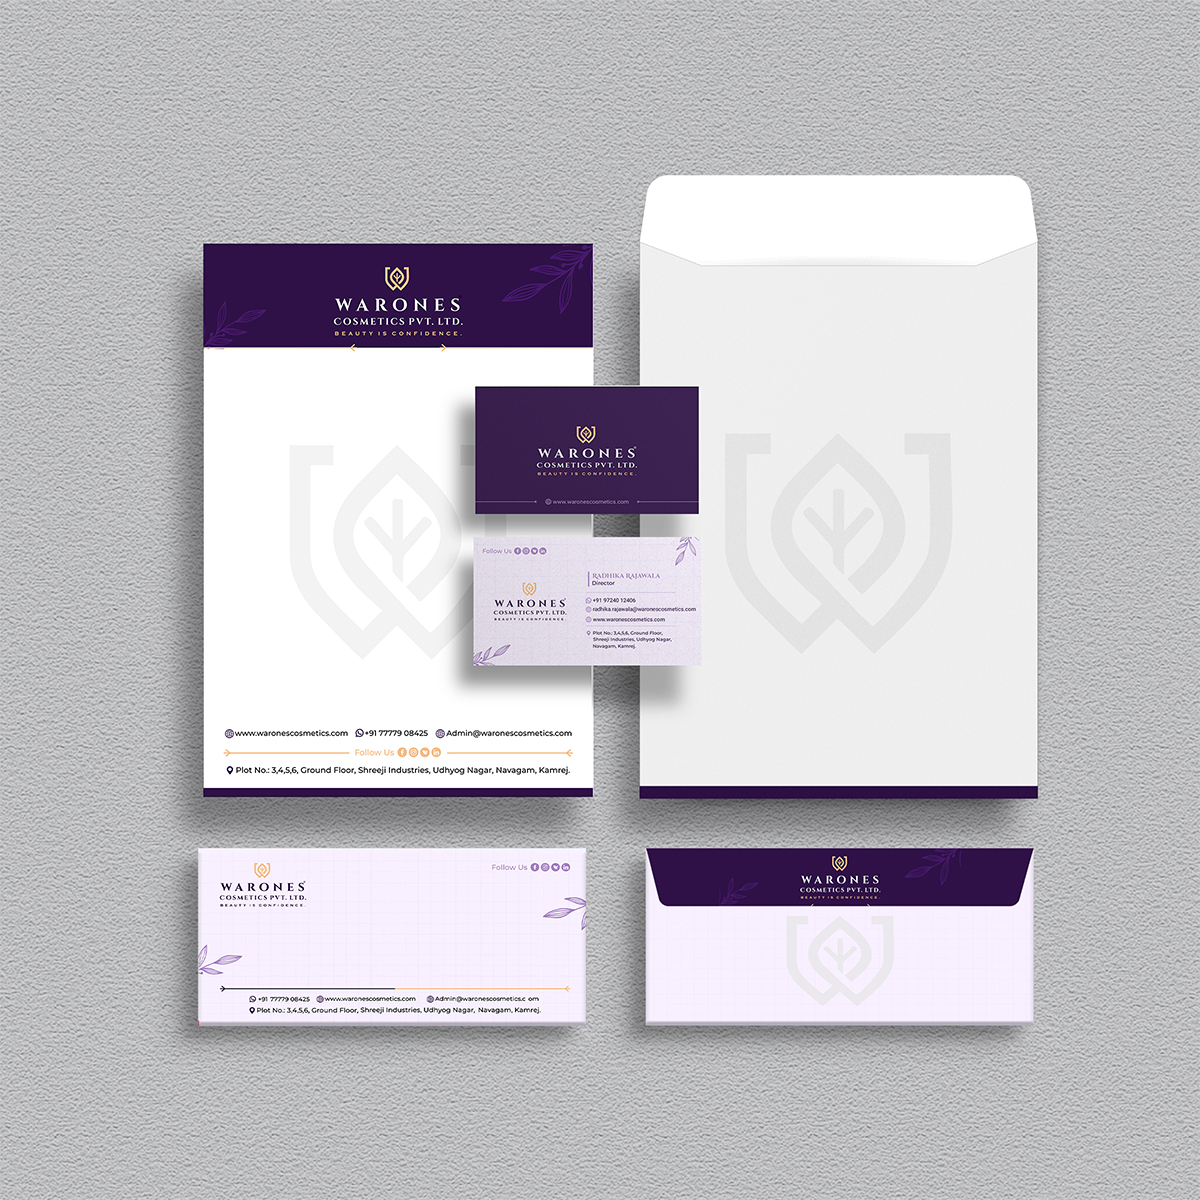 WARONES
COSMETICS PVT. LTD.
BEAUTY IS CONFIDENCE.
www.waronescosmetics.com +91 77779 08425 Admin@waronescosmetics.com
Follow Us
Plot No.: 3,4,5,6, Ground Floor, Shreeji Industries, Udhyog Nagar, Navagam, Kamrej.
WARONES
COSMETICS PVT. LTD.
BEAUTY IS CONFIDENCE.
www.waronescosmetics.com
Follow Us
WARONES
COSMETICS PVT. LTD.
BEAUTY IS CONFIDENCE.
RADHIKA RAJAWALA
Director
+91 97240 12406
radhika.rajawala@waronescosmetics.com
www.waronescosmetics.com
Plot No.: 3,4,5,6, Ground Floor,
Shreeji Industries, Udhyog Nagar,
Navagam, Kamrej.
WARONES
COSMETICS PVT. LTD.
BEAUTY IS CONFIDENCE.
Follow Us
+91 77779 08425 www.waronescosmetics.com Admin@waronescosmetics.c om
Plot No.: 3,4,5,6, Ground Floor, Shreeji Industries, Udhyog Nagar, Navagam, Kamrej.
WARONES
COSMETICS PVT. LTD.
BEAUTY IS CONFIDENCE.